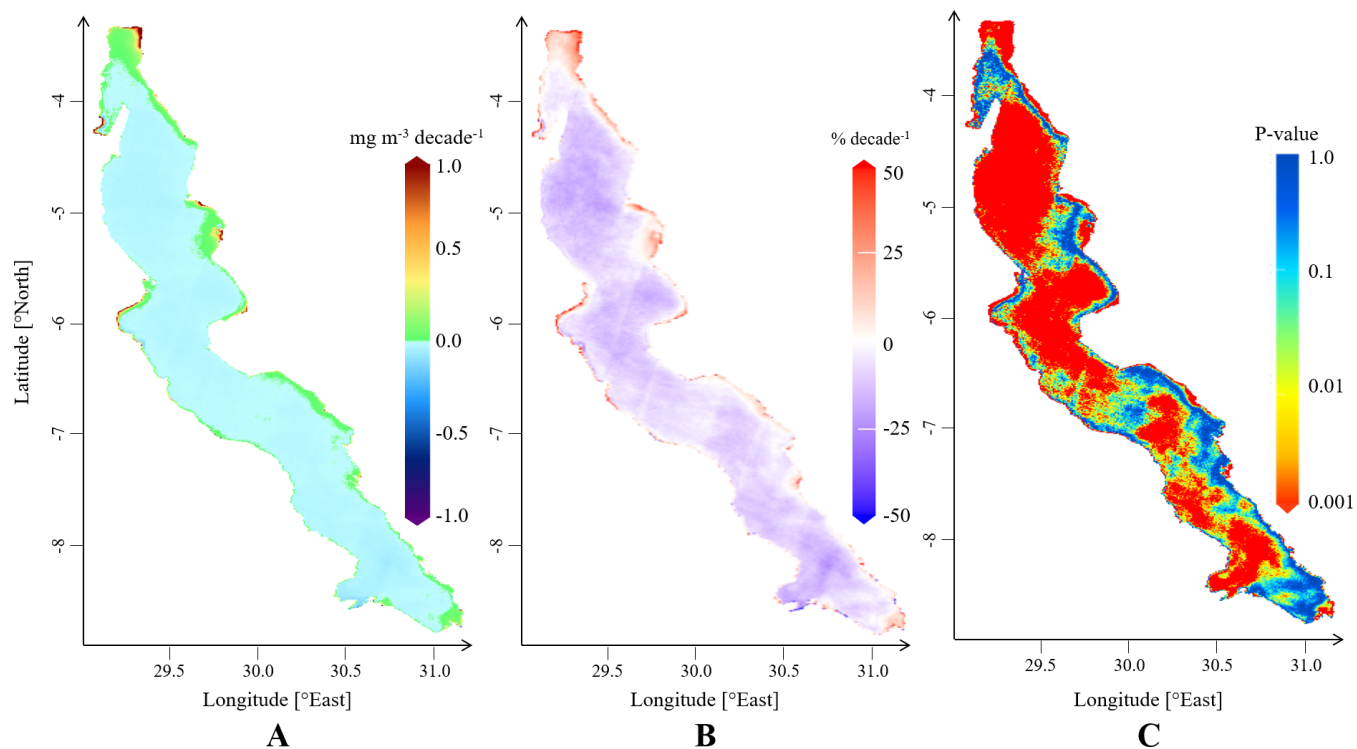 mg m⁻³ decade⁻¹
1.0
0.5
0.0
-0.5
-1.0
Latitude [°North]
-4
-5
-6
-7
-8
29.5 30.0 30.5 31.0
Longitude [°East]
A
% decade⁻¹
50
25
0
-25
-50
-4
-5
-6
-7
-8
29.5 30.0 30.5 31.0
Longitude [°East]
B
P-value
1.0
0.1
0.01
0.001
-4
-5
-6
-7
-8
29.5 30.0 30.5 31.0
Longitude [°East]
C